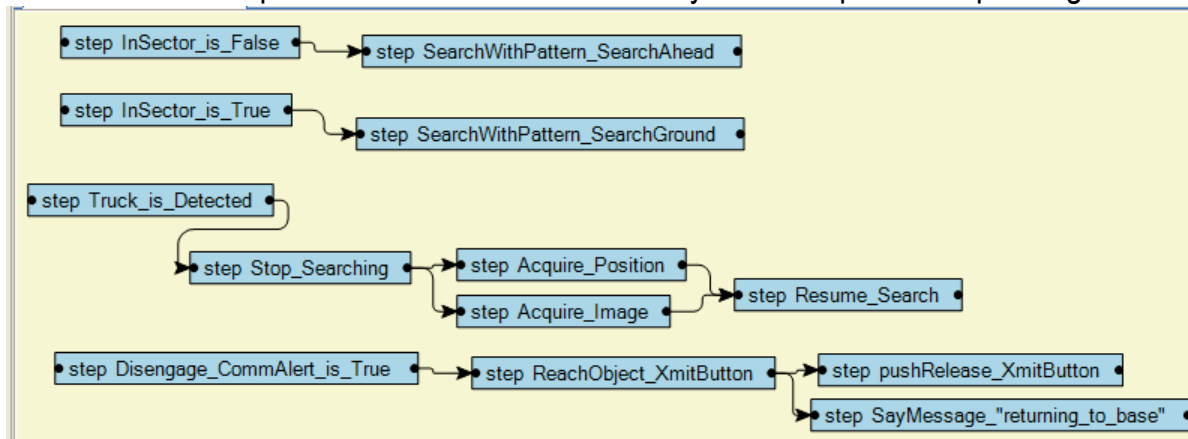 step InSector_is_False
step SearchWithPattern_SearchAhead
step InSector_is_True
step SearchWithPattern_SearchGround
step Truck_is_Detected
step Stop_Searching
step Acquire_Position
step Acquire_Image
step Resume_Search
step Disengage_CommAlert_is_True
step ReachObject_XmitButton
step pushRelease_XmitButton
step SayMessage_"returning_to_base"